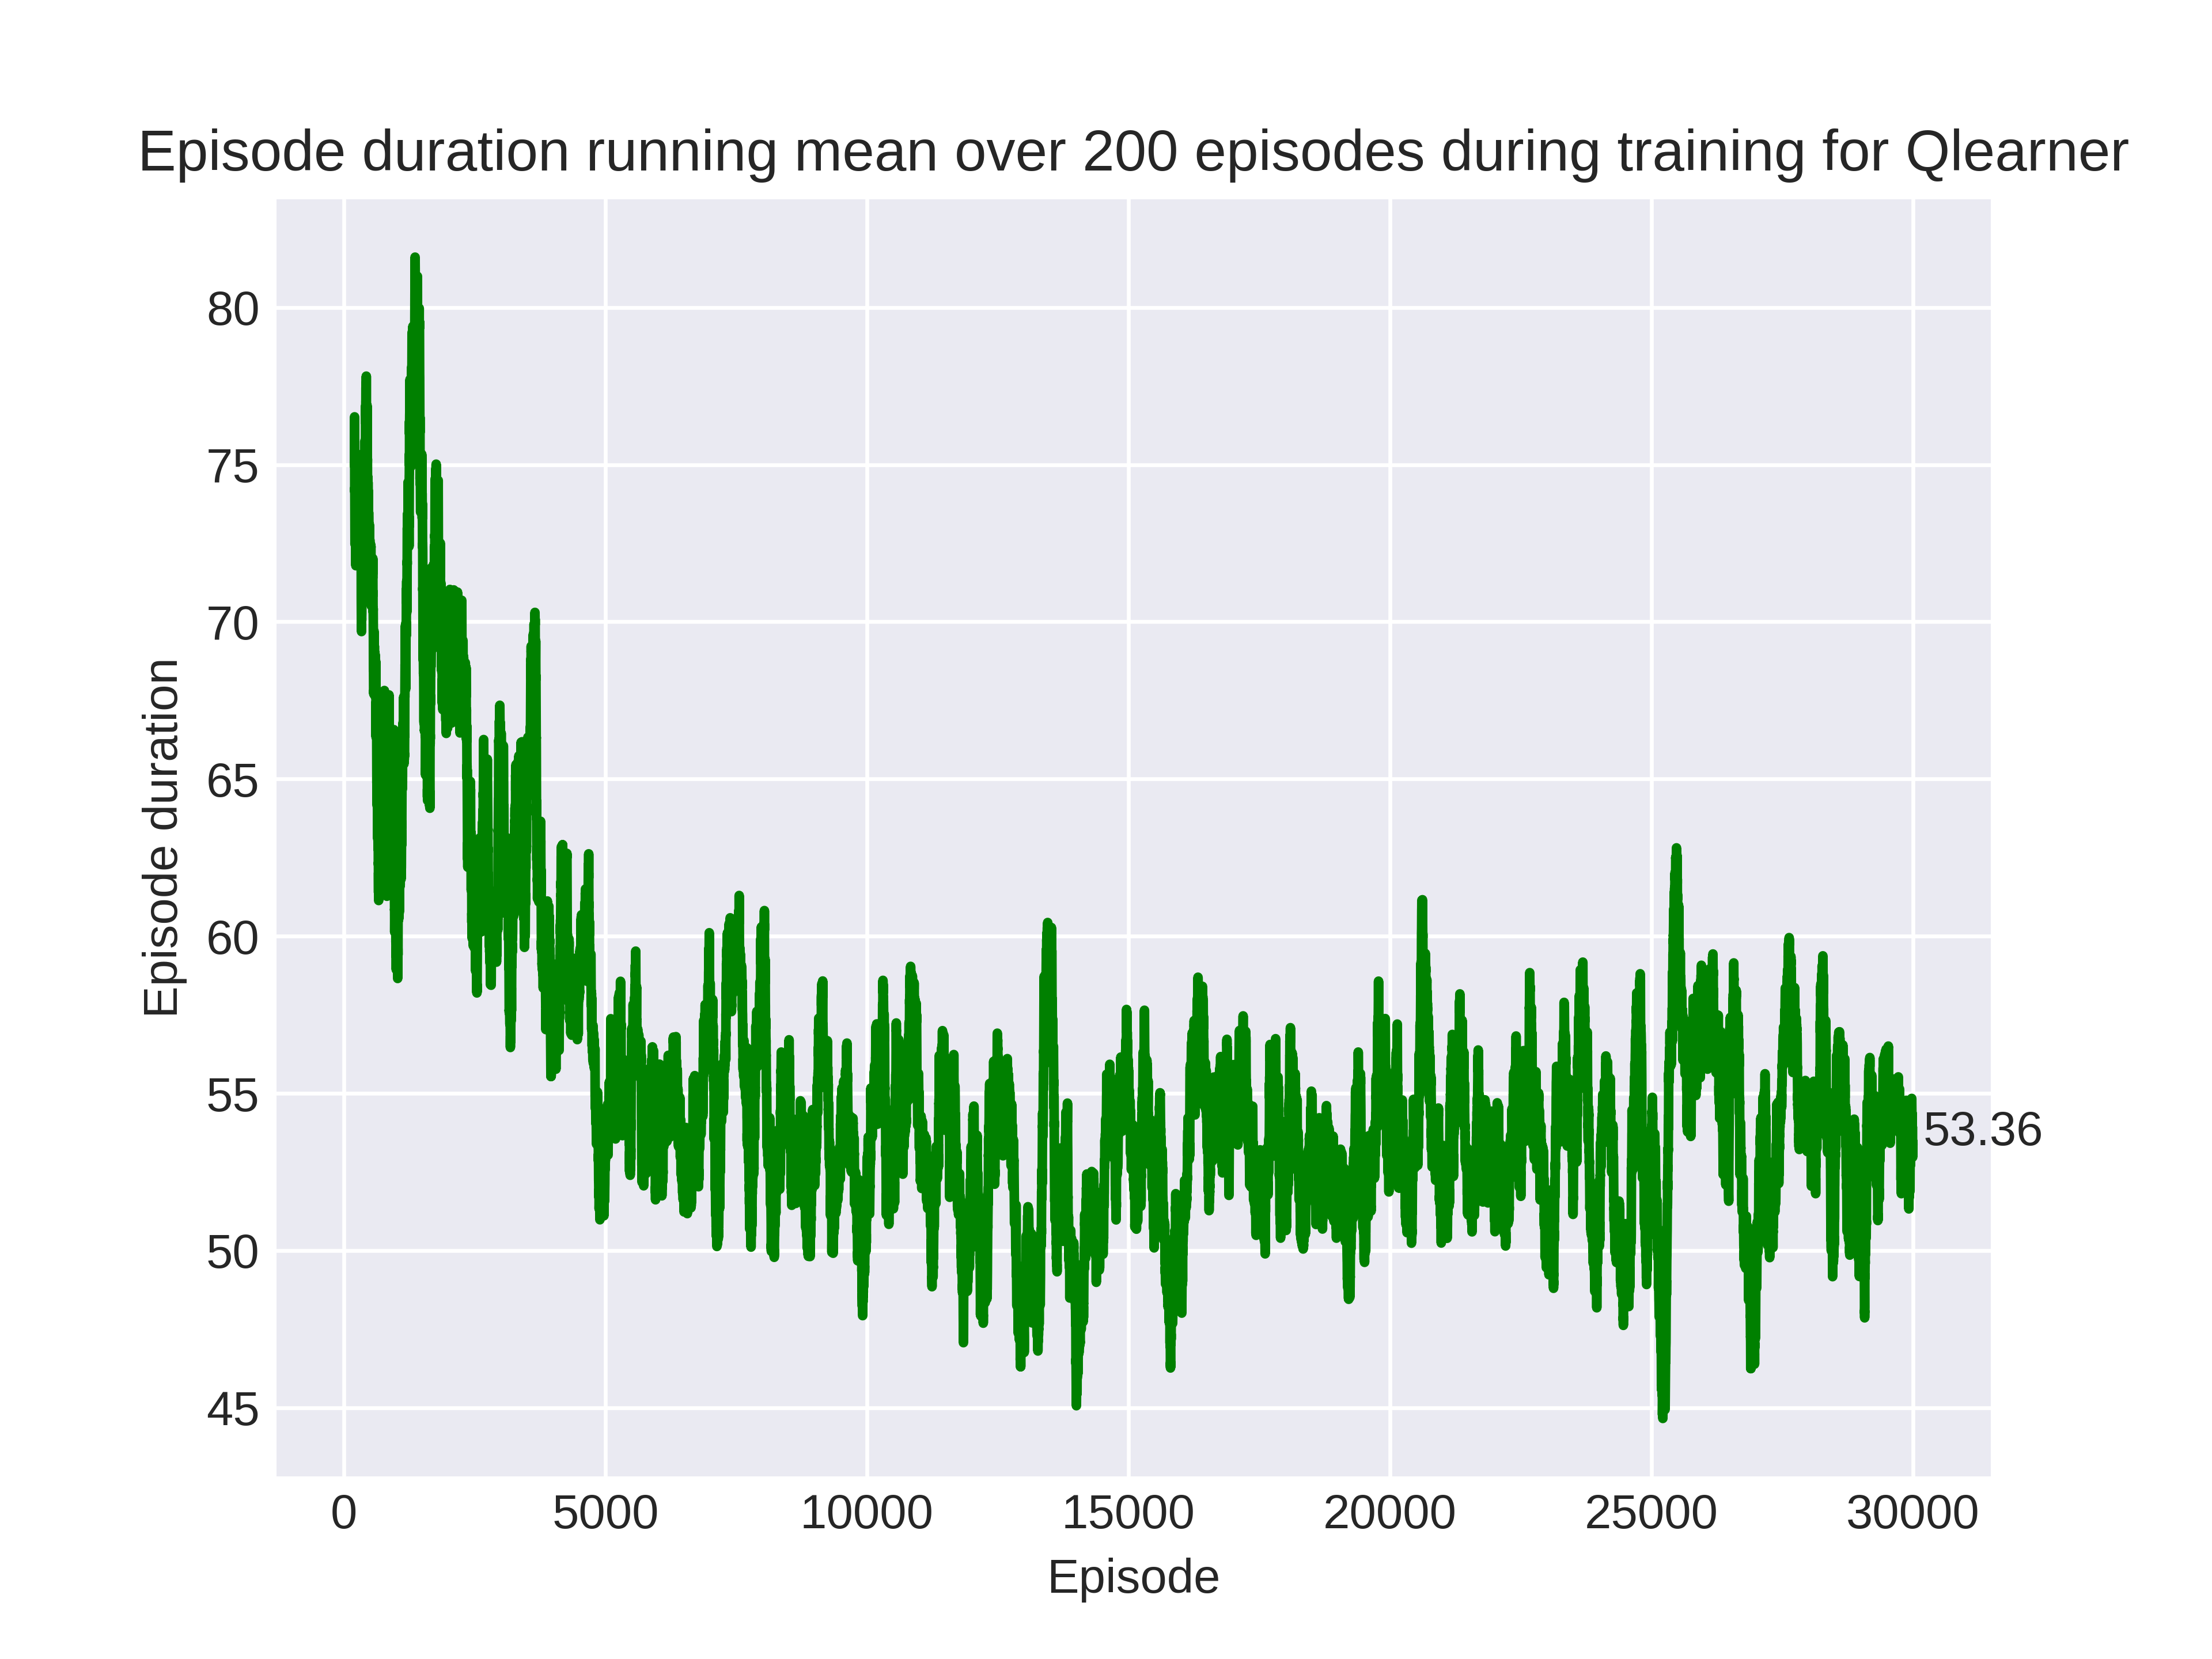 Episode duration running mean over 200 episodes during training for Qlearner
80
75
70
65
60
55
50
45
Episode duration
53.36
0 5000 10000 15000 20000 25000 30000
Episode